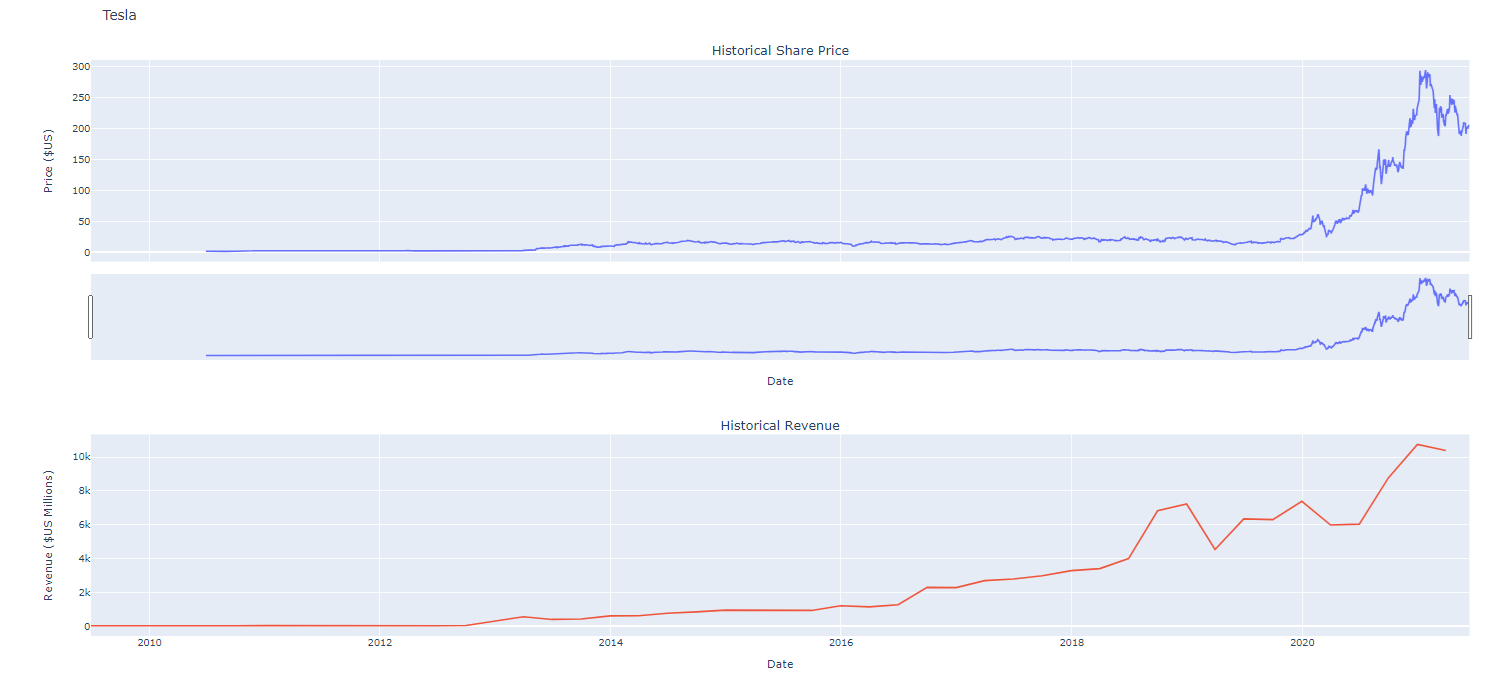 Tesla
Historical Share Price
300
250
200
150
100
50
0
Price ($US)
Date
Historical Revenue
10k
8k
6k
4k
2k
0
Revenue ($US Millions)
2010 2012 2014 2016 2018 2020
Date